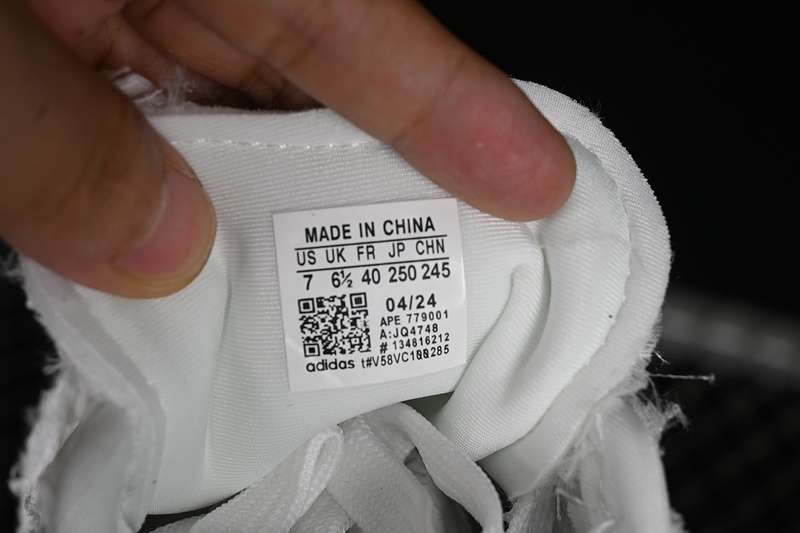 MADE IN CHINA
US UK FR JP CHN
7 6½ 40 250 245
04/24
APE 779001
A:JQ4748
# 134816212
adidas t#V58VC100285